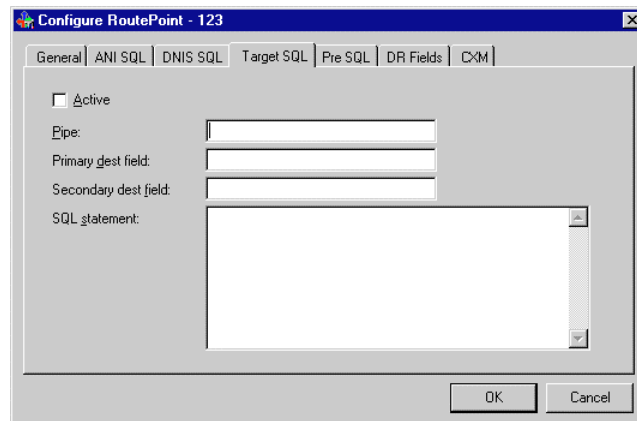 Configure RoutePoint - 123
General ANI SQL DNIS SQL Target SQL Pre SQL DR Fields CXM
Active
Pipe:
Primary dest field:
Secondary dest field:
SQL statement:
OK Cancel